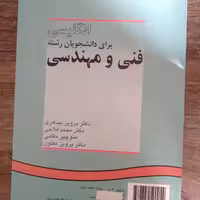 انگلیسی
برای دانشجویان رشته
فنی و مهندسی
دکتر پرویز بیرجندی
دکتر محمد فلاحی
منوچهر حقانی
دکتر پرویز مفتون